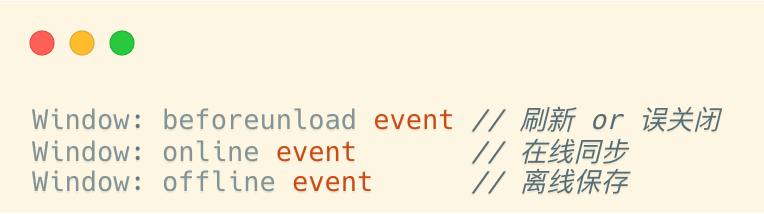 Window: beforeunload event // 刷新 or 误关闭
Window: online event // 在线同步
Window: offline event // 离线保存